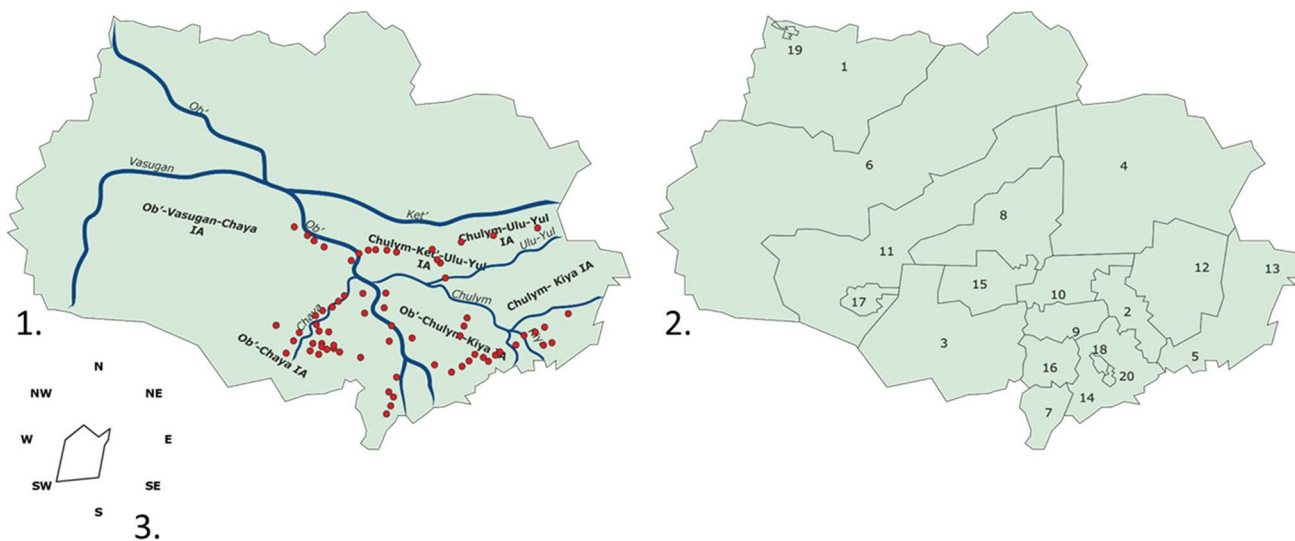 Ob'
Vasugan
Ob'-Vasugan-Chaya
IA
Ob'
Ket'
Chulym-Ulu-Yul
IA
Ulu-Yul
Chulym-Ket'-Ulu-Yul
IA
Chulym- Kiya IA
Chulym
Chaya
Ob'-Chulym-Kiya IA
Ob'-Chaya IA
1.
N
NW
NE
W
E
SW
SE
S
3.
19
1
6
4
8
11
12
13
15
10
17
2
3
9
18
5
16
20
14
7
2.